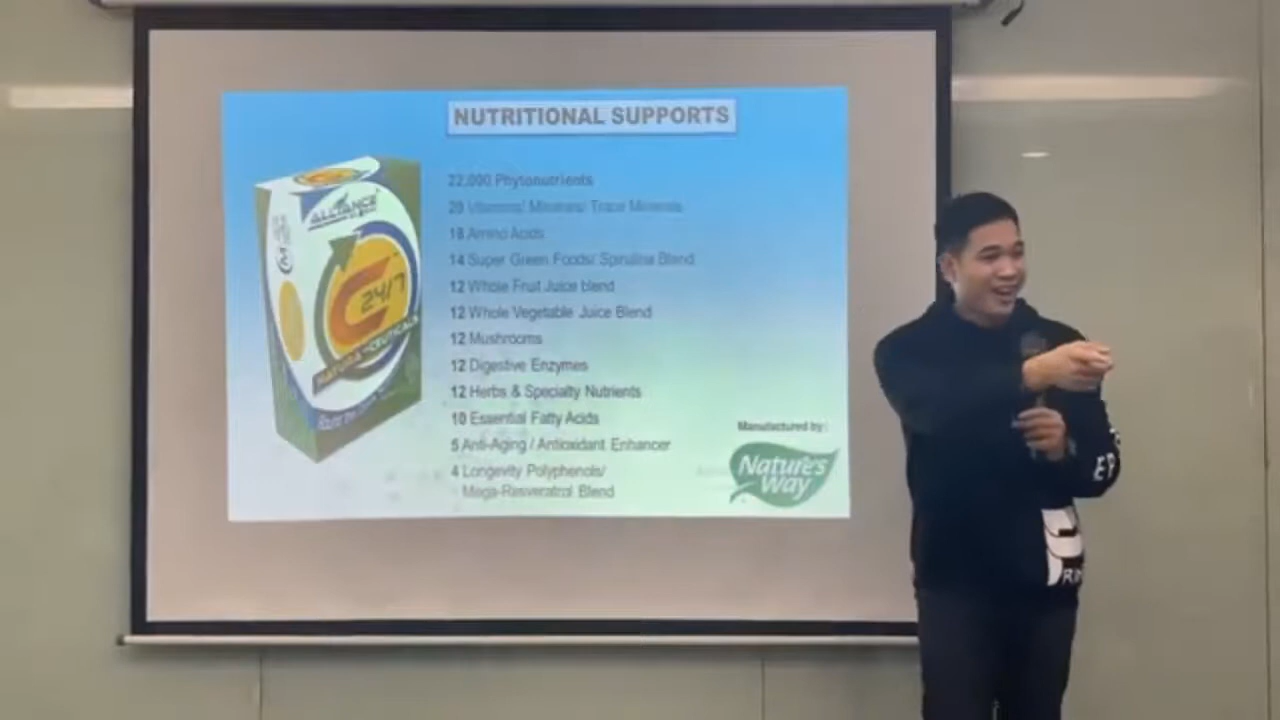 NUTRITIONAL SUPPORTS
22,000 Phytonutrients
29 Vitamins/ Minerals/ Trace Minerals
18 Amino Acids
14 Super Green Foods/ Spirulina Blend
12 Whole Fruit Juice blend
12 Whole Vegetable Juice Blend
12 Mushrooms
12 Digestive Enzymes
12 Herbs & Specialty Nutrients
10 Essential Fatty Acids
5 Anti-Aging / Antioxidant Enhancer
4 Longevity Polyphenols/
Mega-Resveratrol Blend
ALLIANCE
C
24/7
NATURA-CEUTICALS
Manufactured by:
Nature's
Way